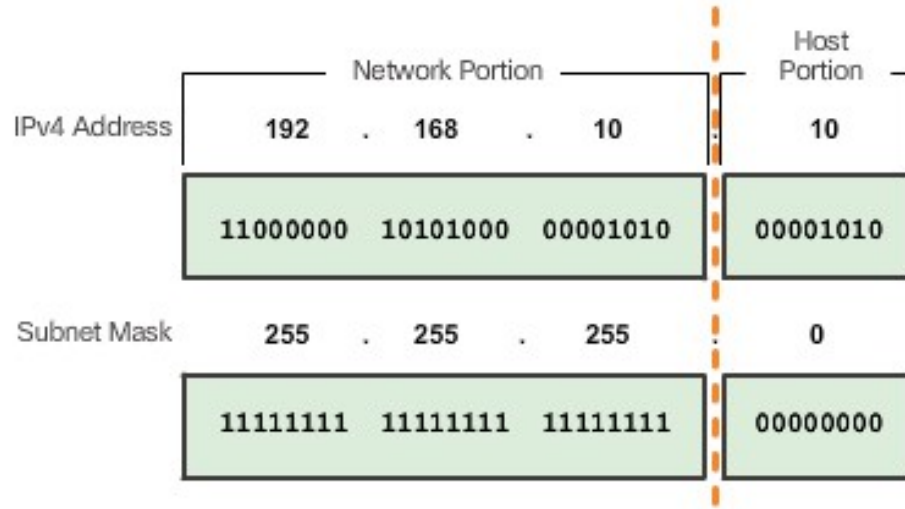 Network Portion
Host
Portion
IPv4 Address 192 . 168 . 10 . 10
11000000 10101000 00001010 00001010
Subnet Mask 255 . 255 . 255 . 0
11111111 11111111 11111111 00000000